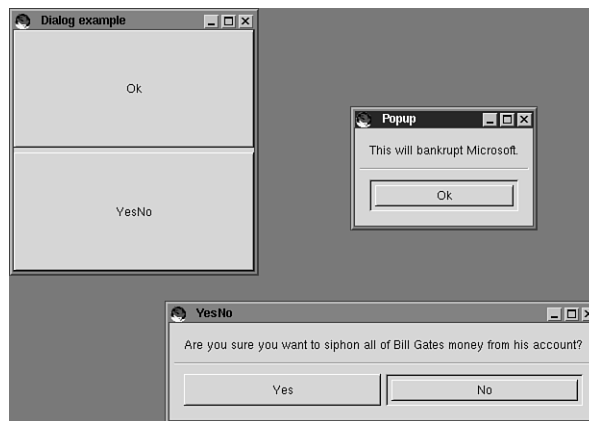 Dialog example
Ok
YesNo
Popup
This will bankrupt Microsoft.
Ok
YesNo
Are you sure you want to siphon all of Bill Gates money from his account?
Yes
No